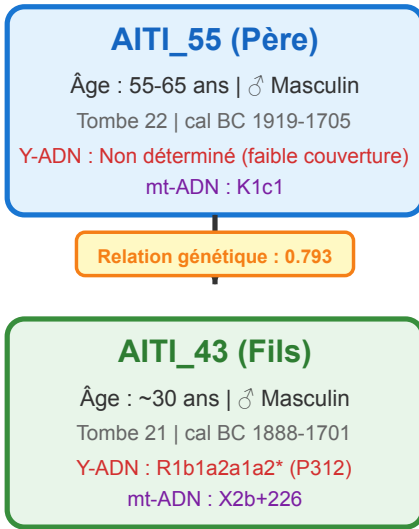 AITI_55 (Père)
Âge : 55-65 ans | ♂ Masculin
Tombe 22 | cal BC 1919-1705
Y-ADN : Non déterminé (faible couverture)
mt-ADN : K1c1
Relation génétique : 0.793
AITI_43 (Fils)
Âge : ~30 ans | ♂ Masculin
Tombe 21 | cal BC 1888-1701
Y-ADN : R1b1a2a1a2* (P312)
mt-ADN : X2b+226